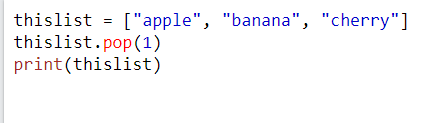 thislist = ["apple", "banana", "cherry"]
thislist.pop(1)
print(thislist)